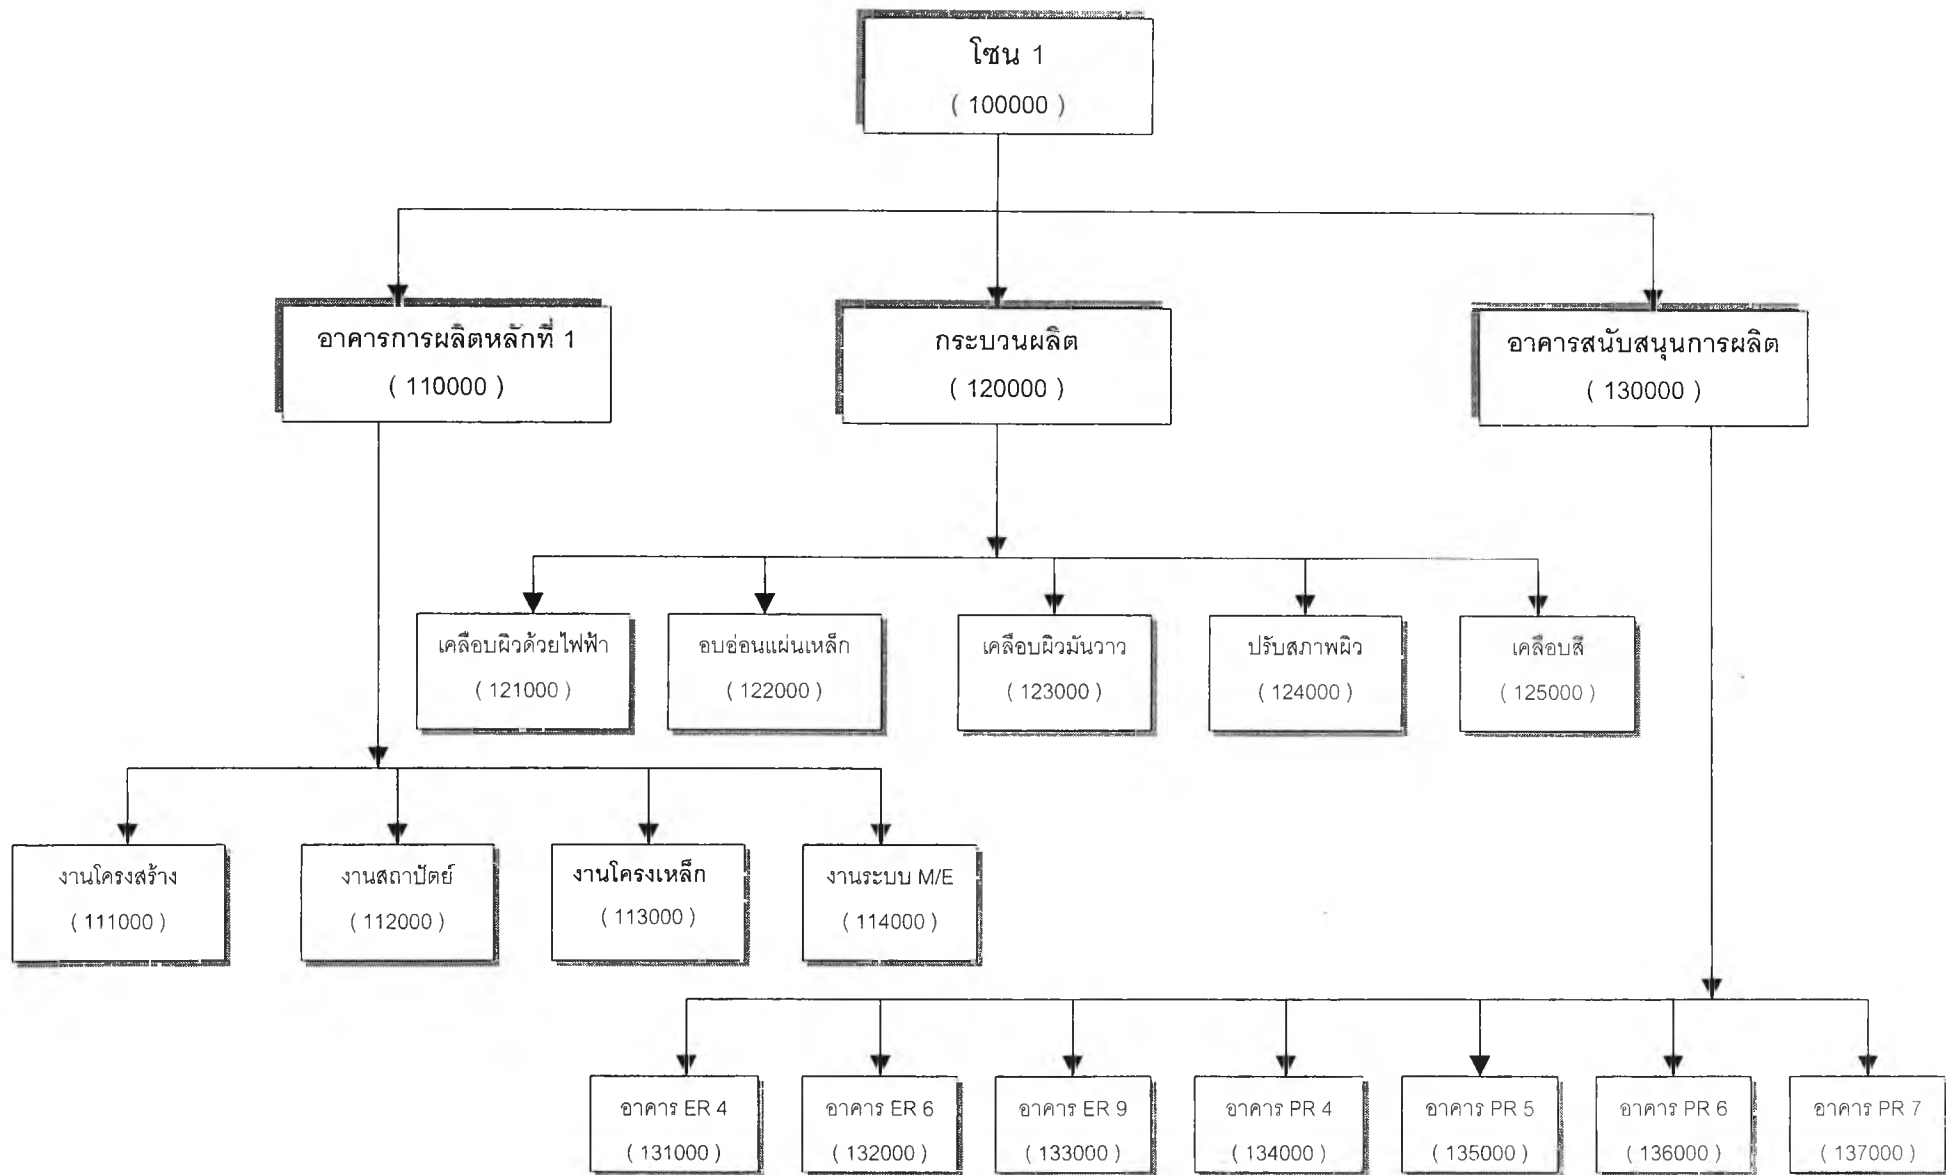 โซน 1
( 100000 )
อาคารการผลิตหลักที่ 1
( 110000 )
กระบวนผลิต
( 120000 )
อาคารสนับสนุนการผลิต
( 130000 )
เคลือบผิวด้วยไฟฟ้า
( 121000 )
อบอ่อนแผ่นเหล็ก
( 122000 )
เคลือบผิวมันวาว
( 123000 )
ปรับสภาพผิว
( 124000 )
เคลือบสี
( 125000 )
งานโครงสร้าง
( 111000 )
งานสถาปัตย์
( 112000 )
งานโครงเหล็ก
( 113000 )
งานระบบ M/E
( 114000 )
อาคาร ER 4
( 131000 )
อาคาร ER 6
( 132000 )
อาคาร ER 9
( 133000 )
อาคาร PR 4
( 134000 )
อาคาร PR 5
( 135000 )
อาคาร PR 6
( 136000 )
อาคาร PR 7
( 137000 )